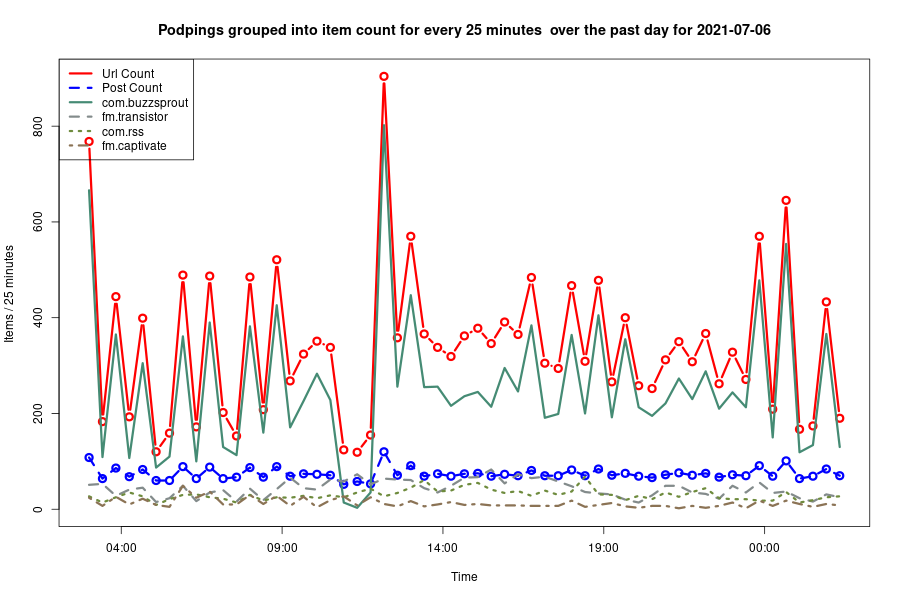 Podpings grouped into item count for every 25 minutes  over the past day for 2021-07-06
Url Count
Post Count
com.buzzsprout
fm.transistor
com.rss
fm.captivate
Items / 25 minutes
800
600
400
200
0
04:00
09:00
14:00
19:00
00:00
Time